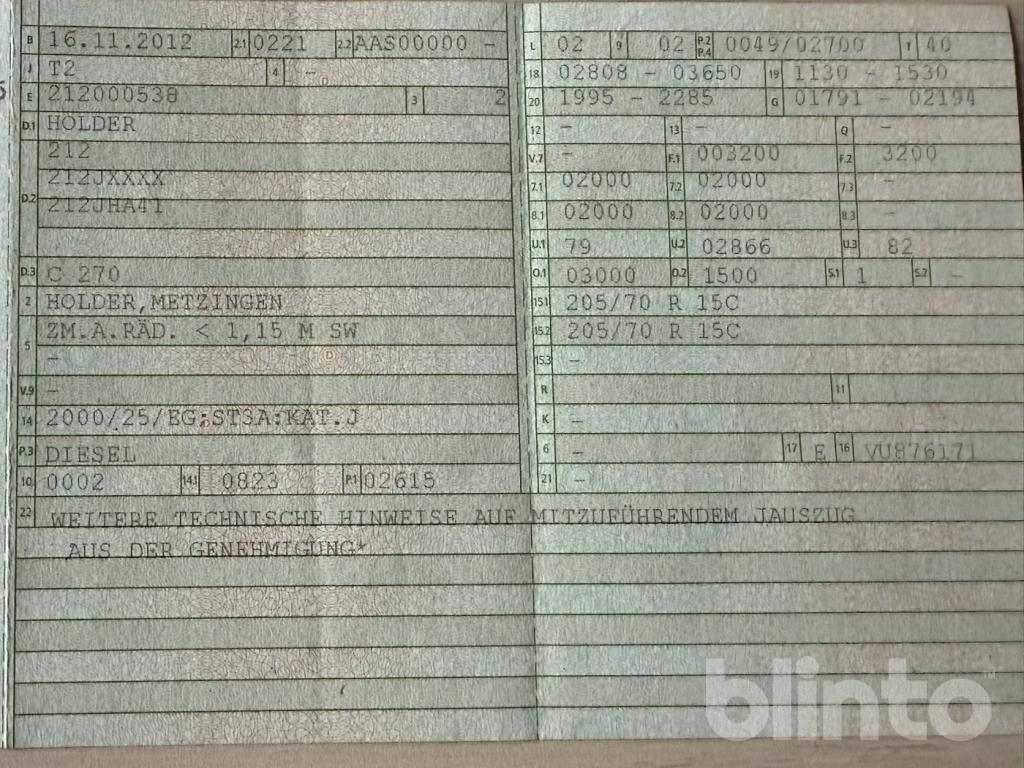 B 16.11.2012 2.1 0221 2.2 AAS00000 -
J T2 4 -
E 212000538 3 2
D.1 HOLDER
212
D.2 212JXXXX
212JHA41
D.3 C 270
2 HOLDER,METZINGEN
5 ZM.A.RÄD. < 1,15 M SW
-
V.9 -
14 2000/25/EG;ST3A:KAT.J
P.3 DIESEL
10 0002 14.1 0823 P.1 02615
L 02 9 02 P.2 P.4 0049/02700 T 40
18 02808 - 03650 19 1130 - 1530
20 1995 - 2285 G 01791 - 02194
12 - 13 - Q -
V.7 - F.1 003200 F.2 3200
7.1 02000 7.2 02000 7.3 -
8.1 02000 8.2 02000 8.3 -
U.1 79 U.2 02866 U.3 82
O.1 03000 O.2 1500 S.1 1 S.2 -
15.1 205/70 R 15C
15.2 205/70 R 15C
15.3 -
R 11
K -
6 - 17 E 16 VU876171
21 -
22 WEITERE TECHNISCHE HINWEISE AUF MITZUFÜHRENDEM JAUSZUG
AUS DER GENEHMIGUNG*
blinto